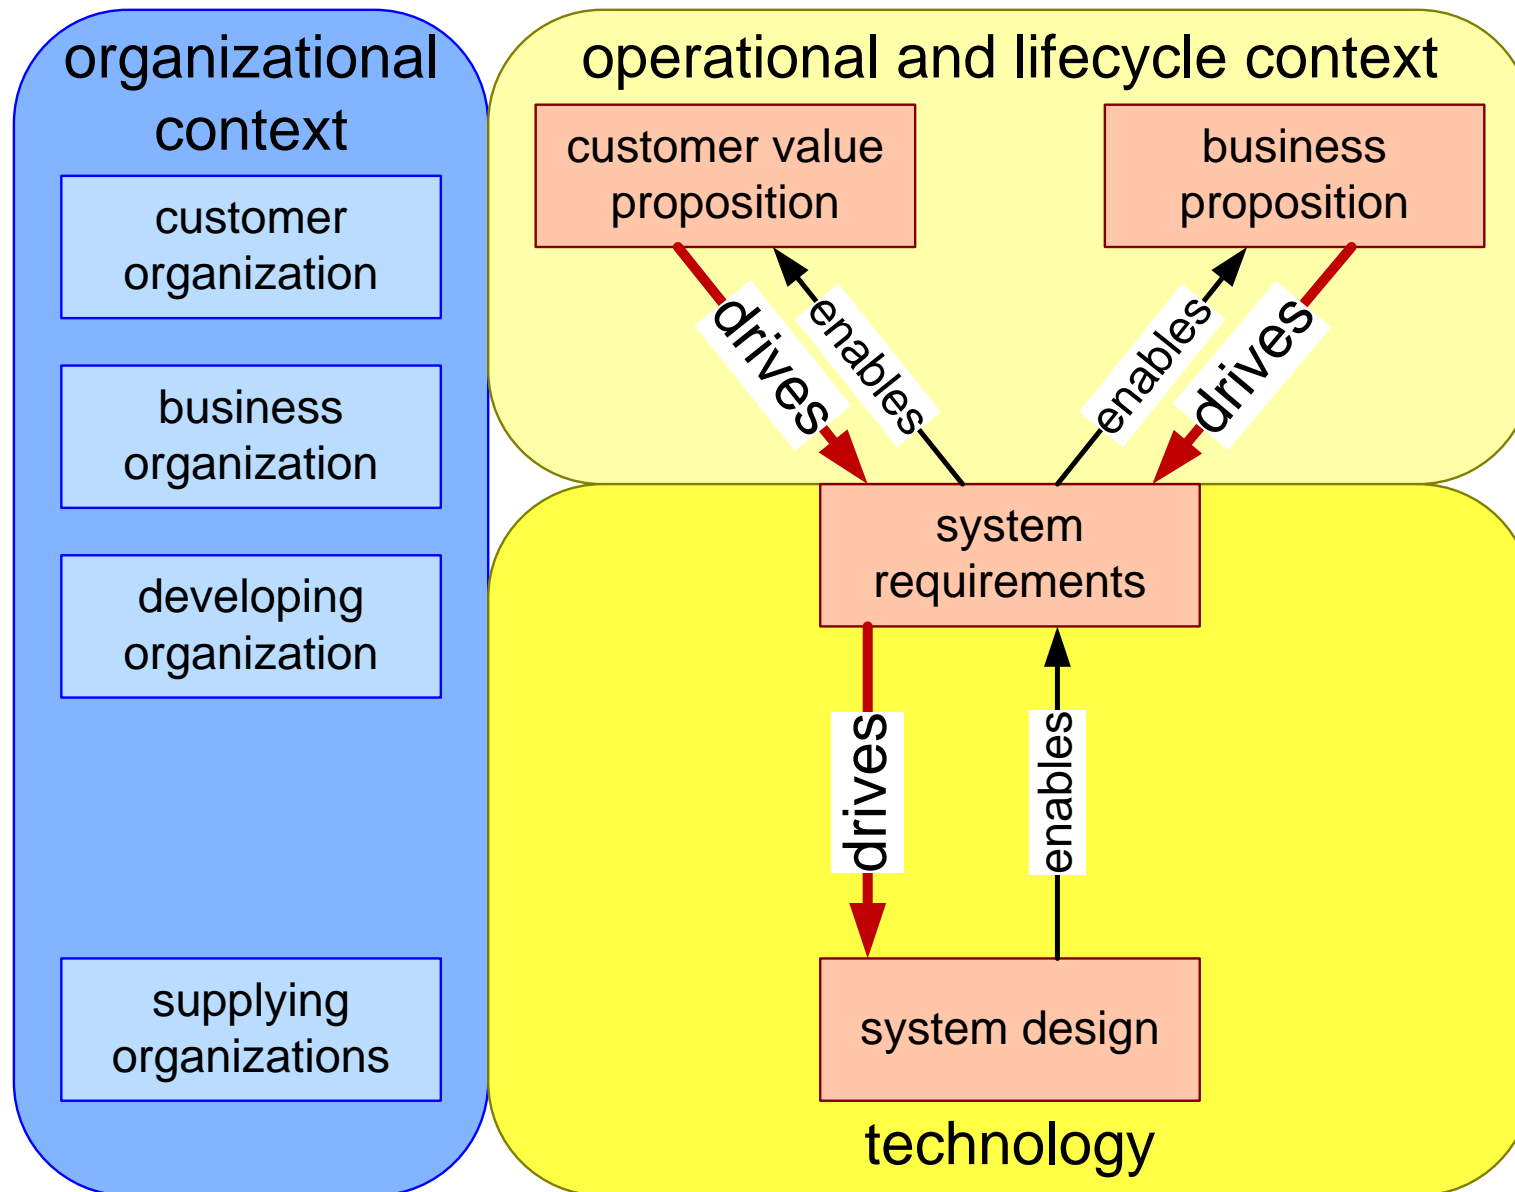 organizational
context
customer
organization
business
organization
developing
organization
supplying
organizations
operational and lifecycle context
customer value
proposition
business
proposition
drives
enables
enables
drives
system
requirements
drives
enables
system design
technology